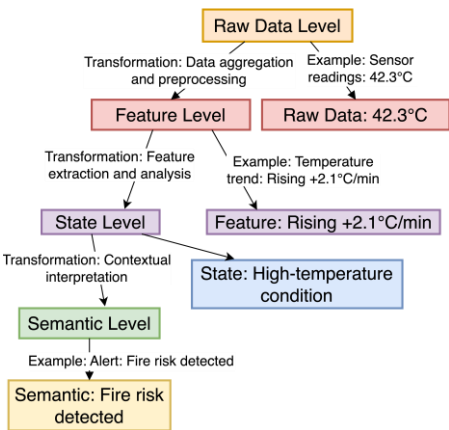 Raw Data Level
Transformation: Data aggregation
and preprocessing
Example: Sensor
readings: 42.3°C
Feature Level
Raw Data: 42.3°C
Transformation: Feature
extraction and analysis
Example: Temperature
trend: Rising +2.1°C/min
State Level
Feature: Rising +2.1°C/min
Transformation: Contextual
interpretation
State: High-temperature
condition
Semantic Level
Example: Alert: Fire risk detected
Semantic: Fire risk
detected